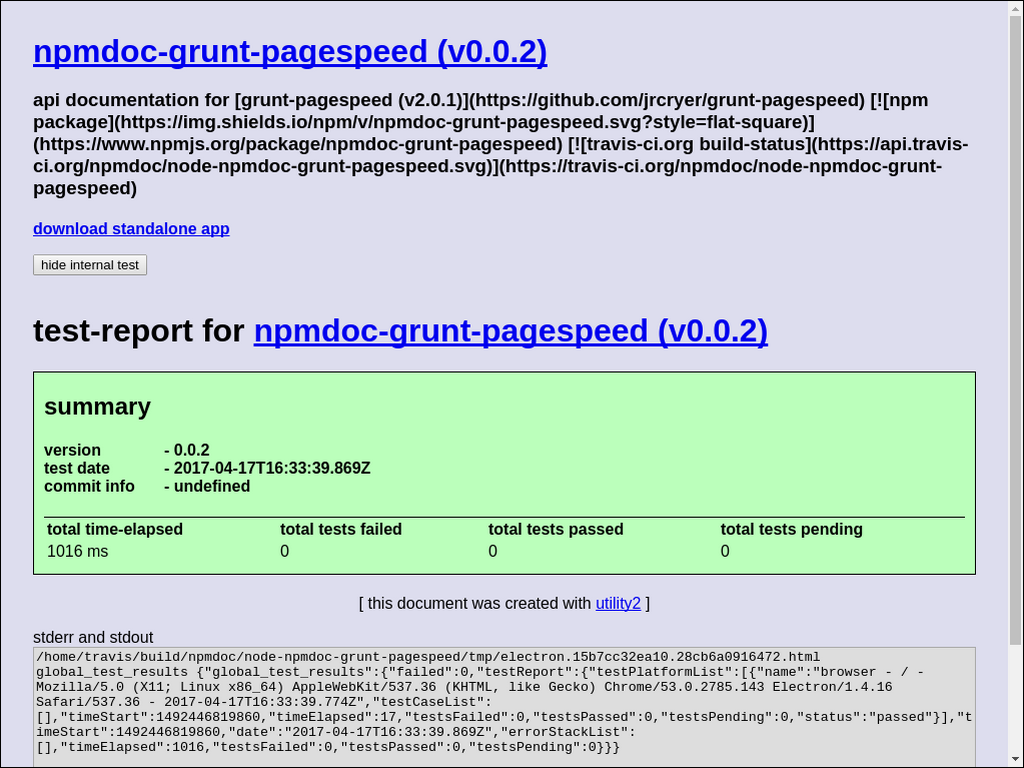 npmdoc-grunt-pagespeed (v0.0.2)
api documentation for [grunt-pagespeed (v2.0.1)](https://github.com/jrcryer/grunt-pagespeed) [![npm
package](https://img.shields.io/npm/v/npmdoc-grunt-pagespeed.svg?style=flat-square)]
(https://www.npmjs.org/package/npmdoc-grunt-pagespeed) [![travis-ci.org build-status](https://api.travis-
ci.org/npmdoc/node-npmdoc-grunt-pagespeed.svg)](https://travis-ci.org/npmdoc/node-npmdoc-grunt-
pagespeed)
download standalone app
hide internal test
test-report for npmdoc-grunt-pagespeed (v0.0.2)
summary
version - 0.0.2
test date - 2017-04-17T16:33:39.869Z
commit info - undefined
total time-elapsed total tests failed total tests passed total tests pending
1016 ms 0 0 0
[ this document was created with utility2 ]
stderr and stdout
/home/travis/build/npmdoc/node-npmdoc-grunt-pagespeed/tmp/electron.15b7cc32ea10.28cb6a0916472.html
global_test_results {"global_test_results":{"failed":0,"testReport":{"testPlatformList":[{"name":"browser - / -
Mozilla/5.0 (X11; Linux x86_64) AppleWebKit/537.36 (KHTML, like Gecko) Chrome/53.0.2785.143 Electron/1.4.16
Safari/537.36 - 2017-04-17T16:33:39.774Z","testCaseList":
[],"timeStart":1492446819860,"timeElapsed":17,"testsFailed":0,"testsPassed":0,"testsPending":0,"status":"passed"}],"t
imeStart":1492446819860,"date":"2017-04-17T16:33:39.869Z","errorStackList":
[],"timeElapsed":1016,"testsFailed":0,"testsPassed":0,"testsPending":0}}}